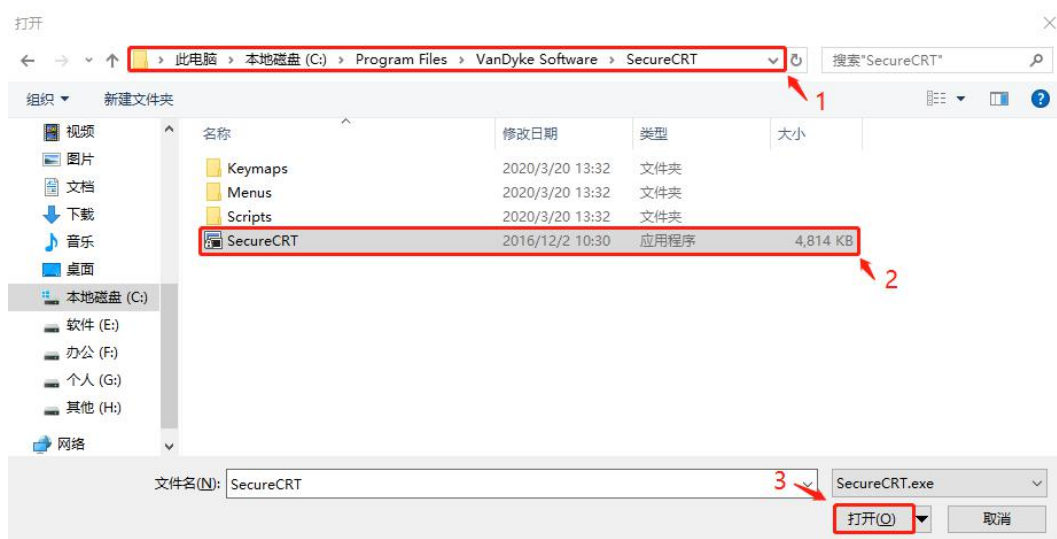 打开
此电脑 › 本地磁盘 (C:) › Program Files › VanDyke Software › SecureCRT
搜索"SecureCRT"
1
组织 新建文件夹
名称 修改日期 类型 大小
视频
图片
文档
下载
音乐
桌面
本地磁盘 (C:)
软件 (E:)
办公 (F:)
个人 (G:)
其他 (H:)
网络
Keymaps 2020/3/20 13:32 文件夹
Menus 2020/3/20 13:32 文件夹
Scripts 2020/3/20 13:32 文件夹
SecureCRT 2016/12/2 10:30 应用程序 4,814 KB
2
文件名(N): SecureCRT
SecureCRT.exe
3
打开(O) 取消